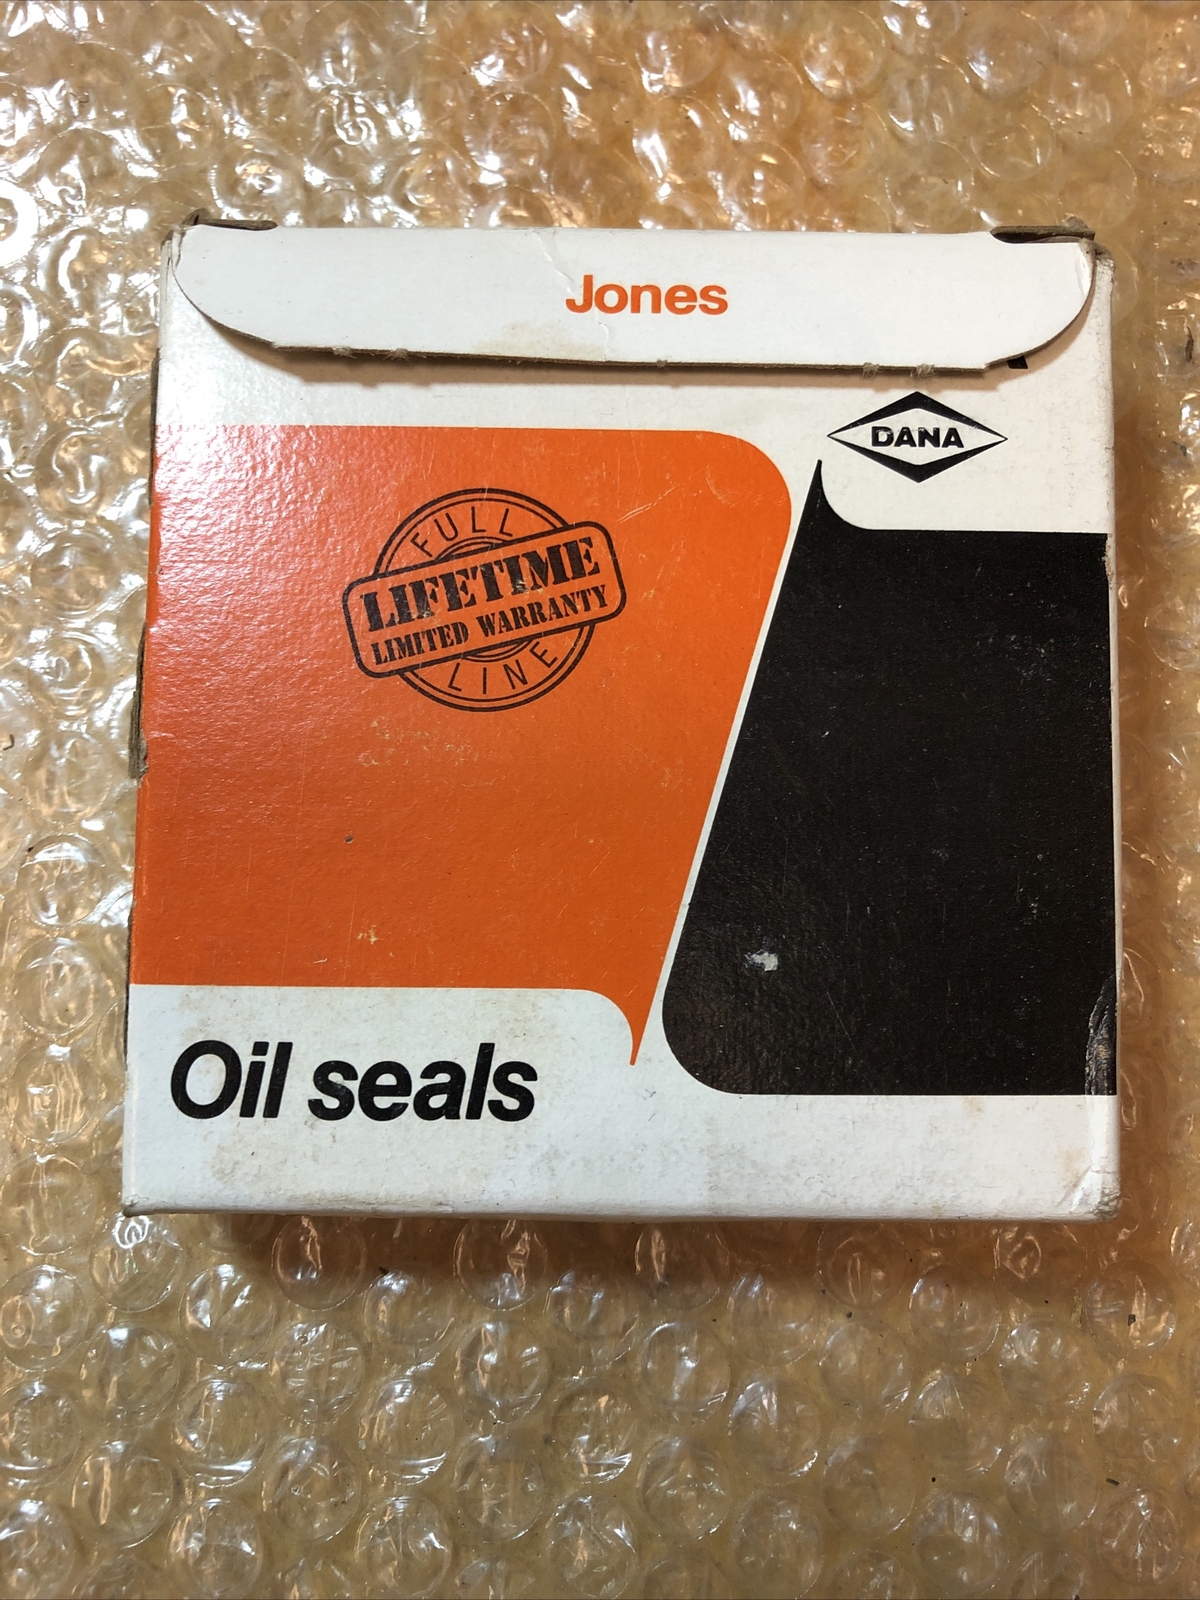 Jones
DANA
FULL
LIFETIME
LIMITED WARRANTY
LINE
Oil seals